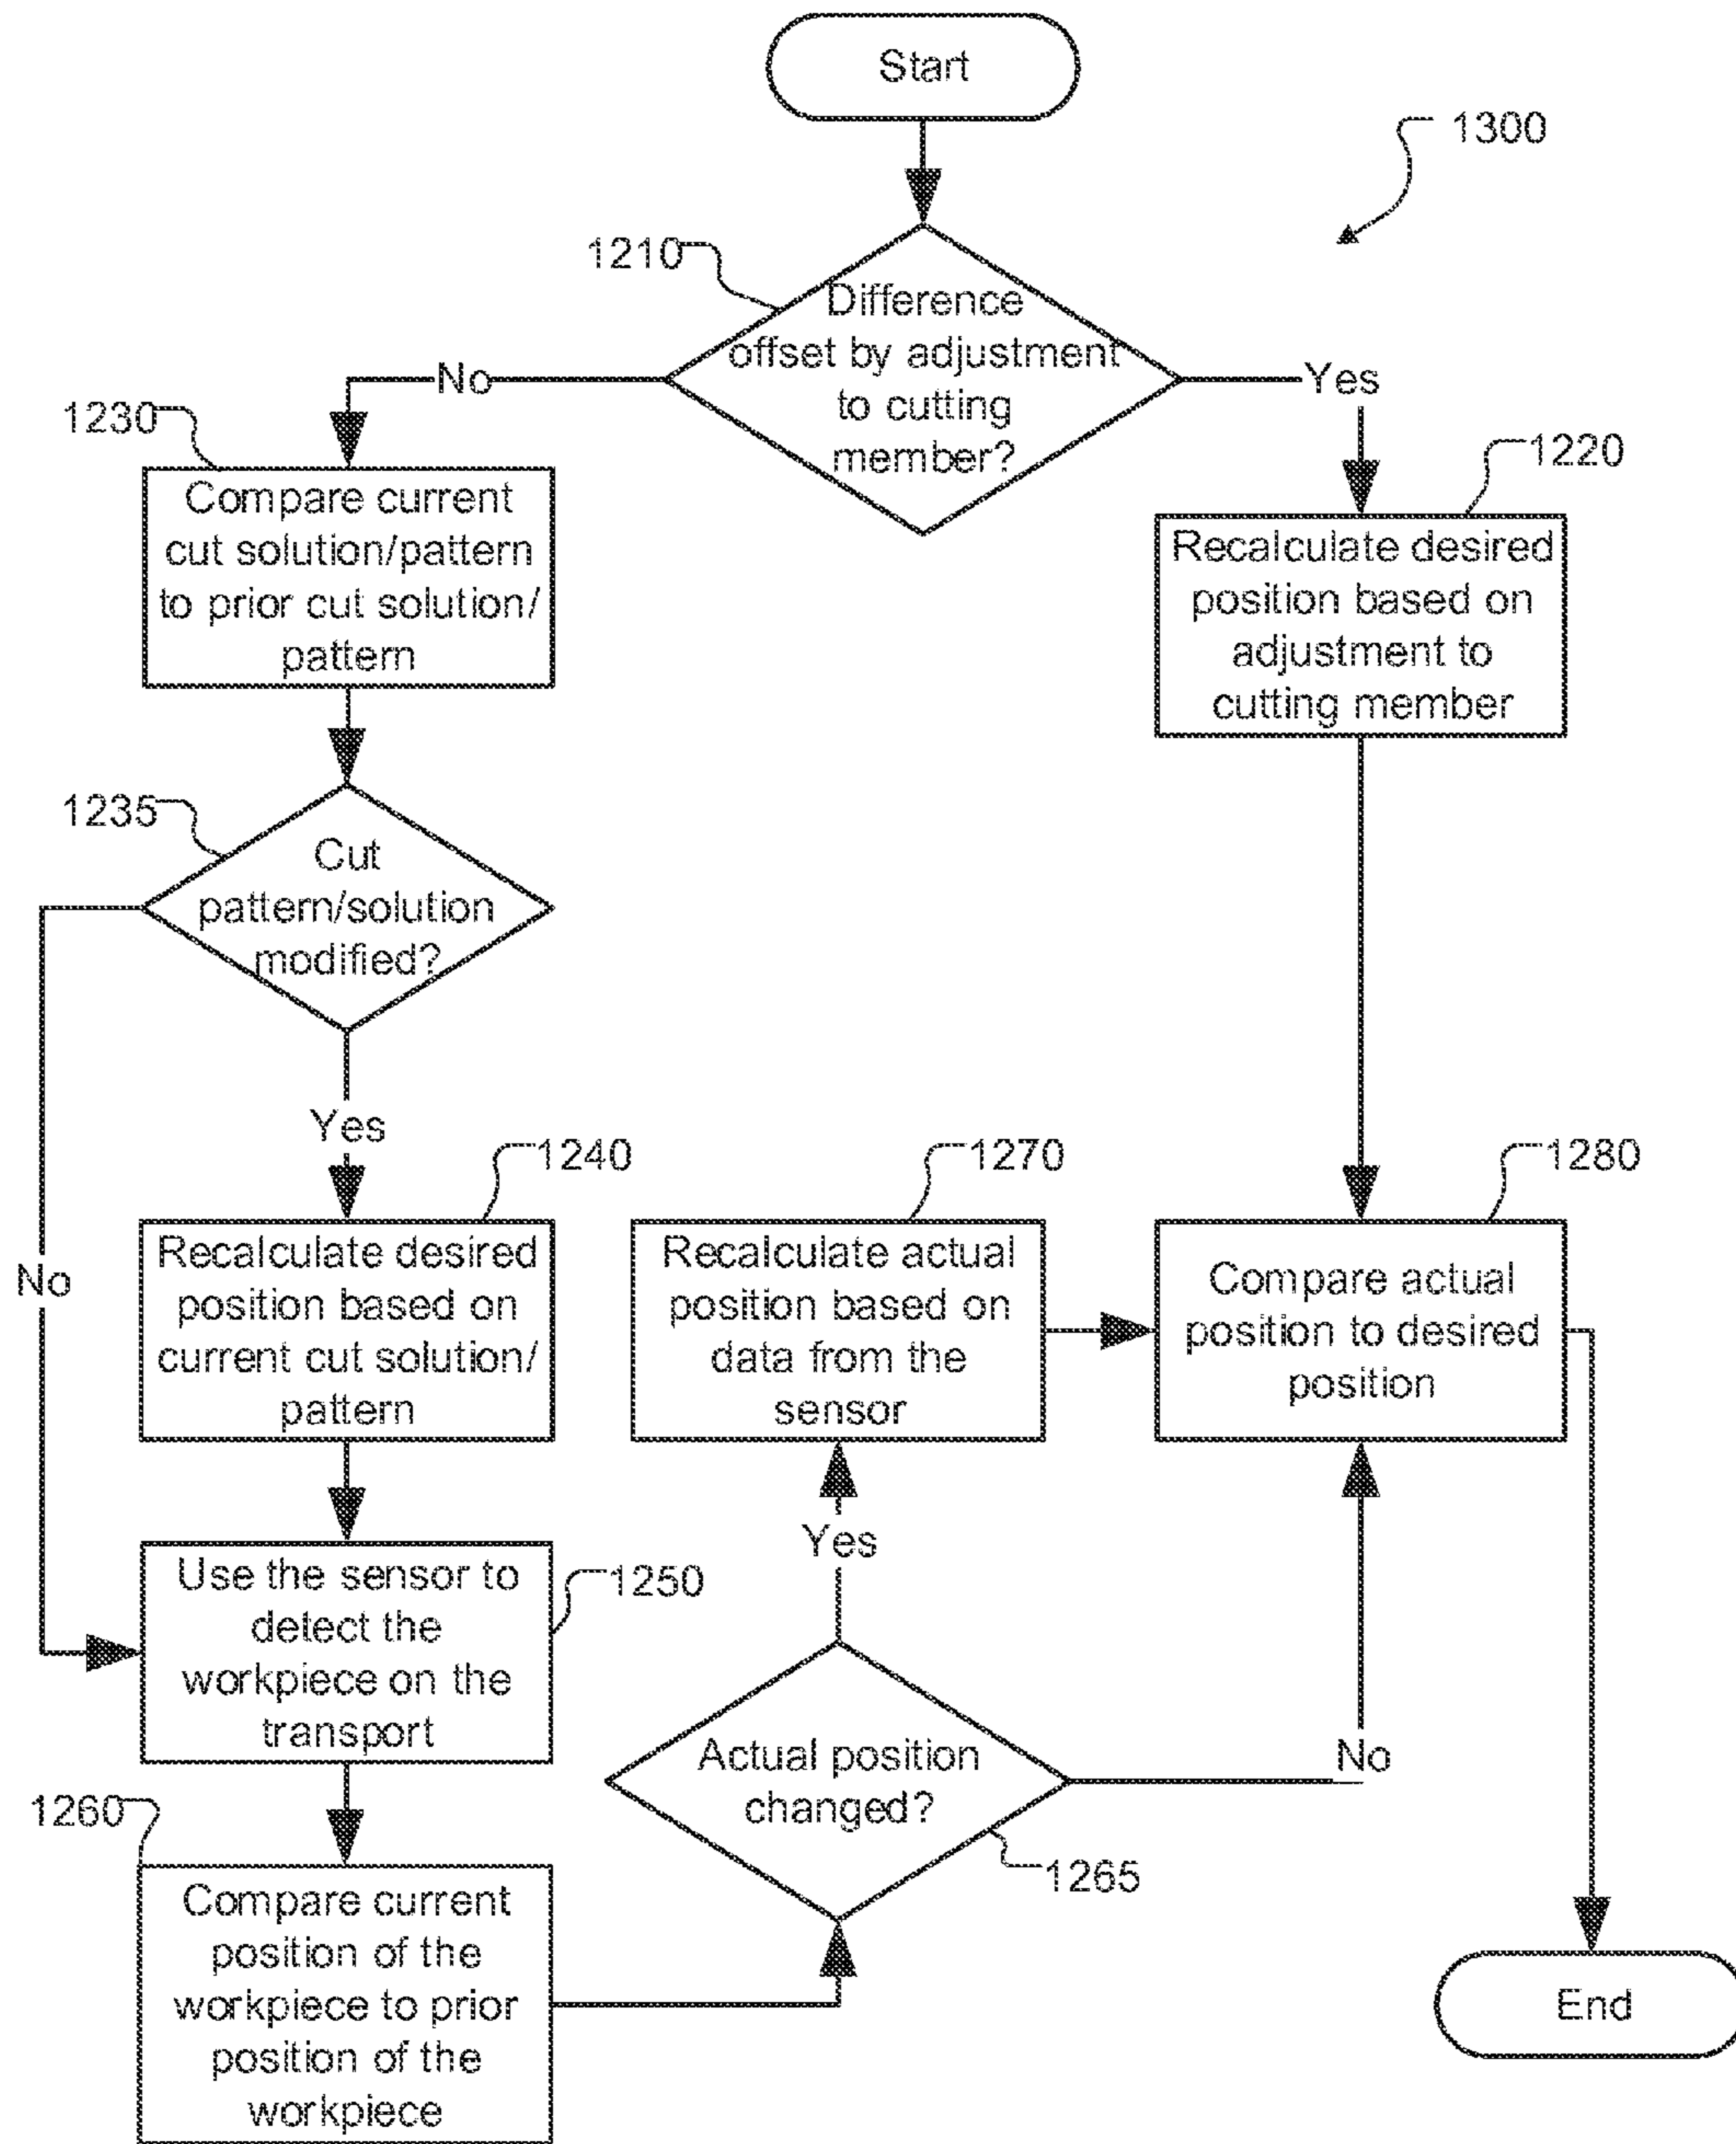 Start
1300
1210
Difference
offset by adjustment
to cutting
member?
No
Yes
1230
Compare current
cut solution/pattern
to prior cut solution/
pattern
1220
Recalculate desired
position based on
adjustment to
cutting member
1235
Cut
pattern/solution
modified?
Yes
No
1240
Recalculate desired
position based on
current cut solution/
pattern
1270
Recalculate actual
position based on
data from the
sensor
1280
Compare actual
position to desired
position
Use the sensor to
detect the
workpiece on the
transport
1250
Yes
Actual position
changed?
No
1265
1260
Compare current
position of the
workpiece to prior
position of the
workpiece
End